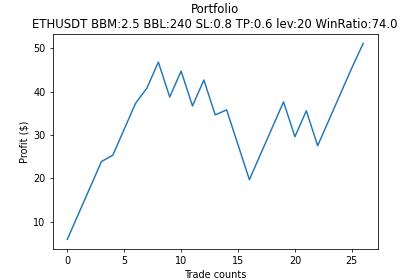 Portfolio
ETHUSDT BBM:2.5 BBL:240 SL:0.8 TP:0.6 lev:20 WinRatio:74.0
50
40
30
20
10
Profit ($)
0
5
10
15
20
25
Trade counts